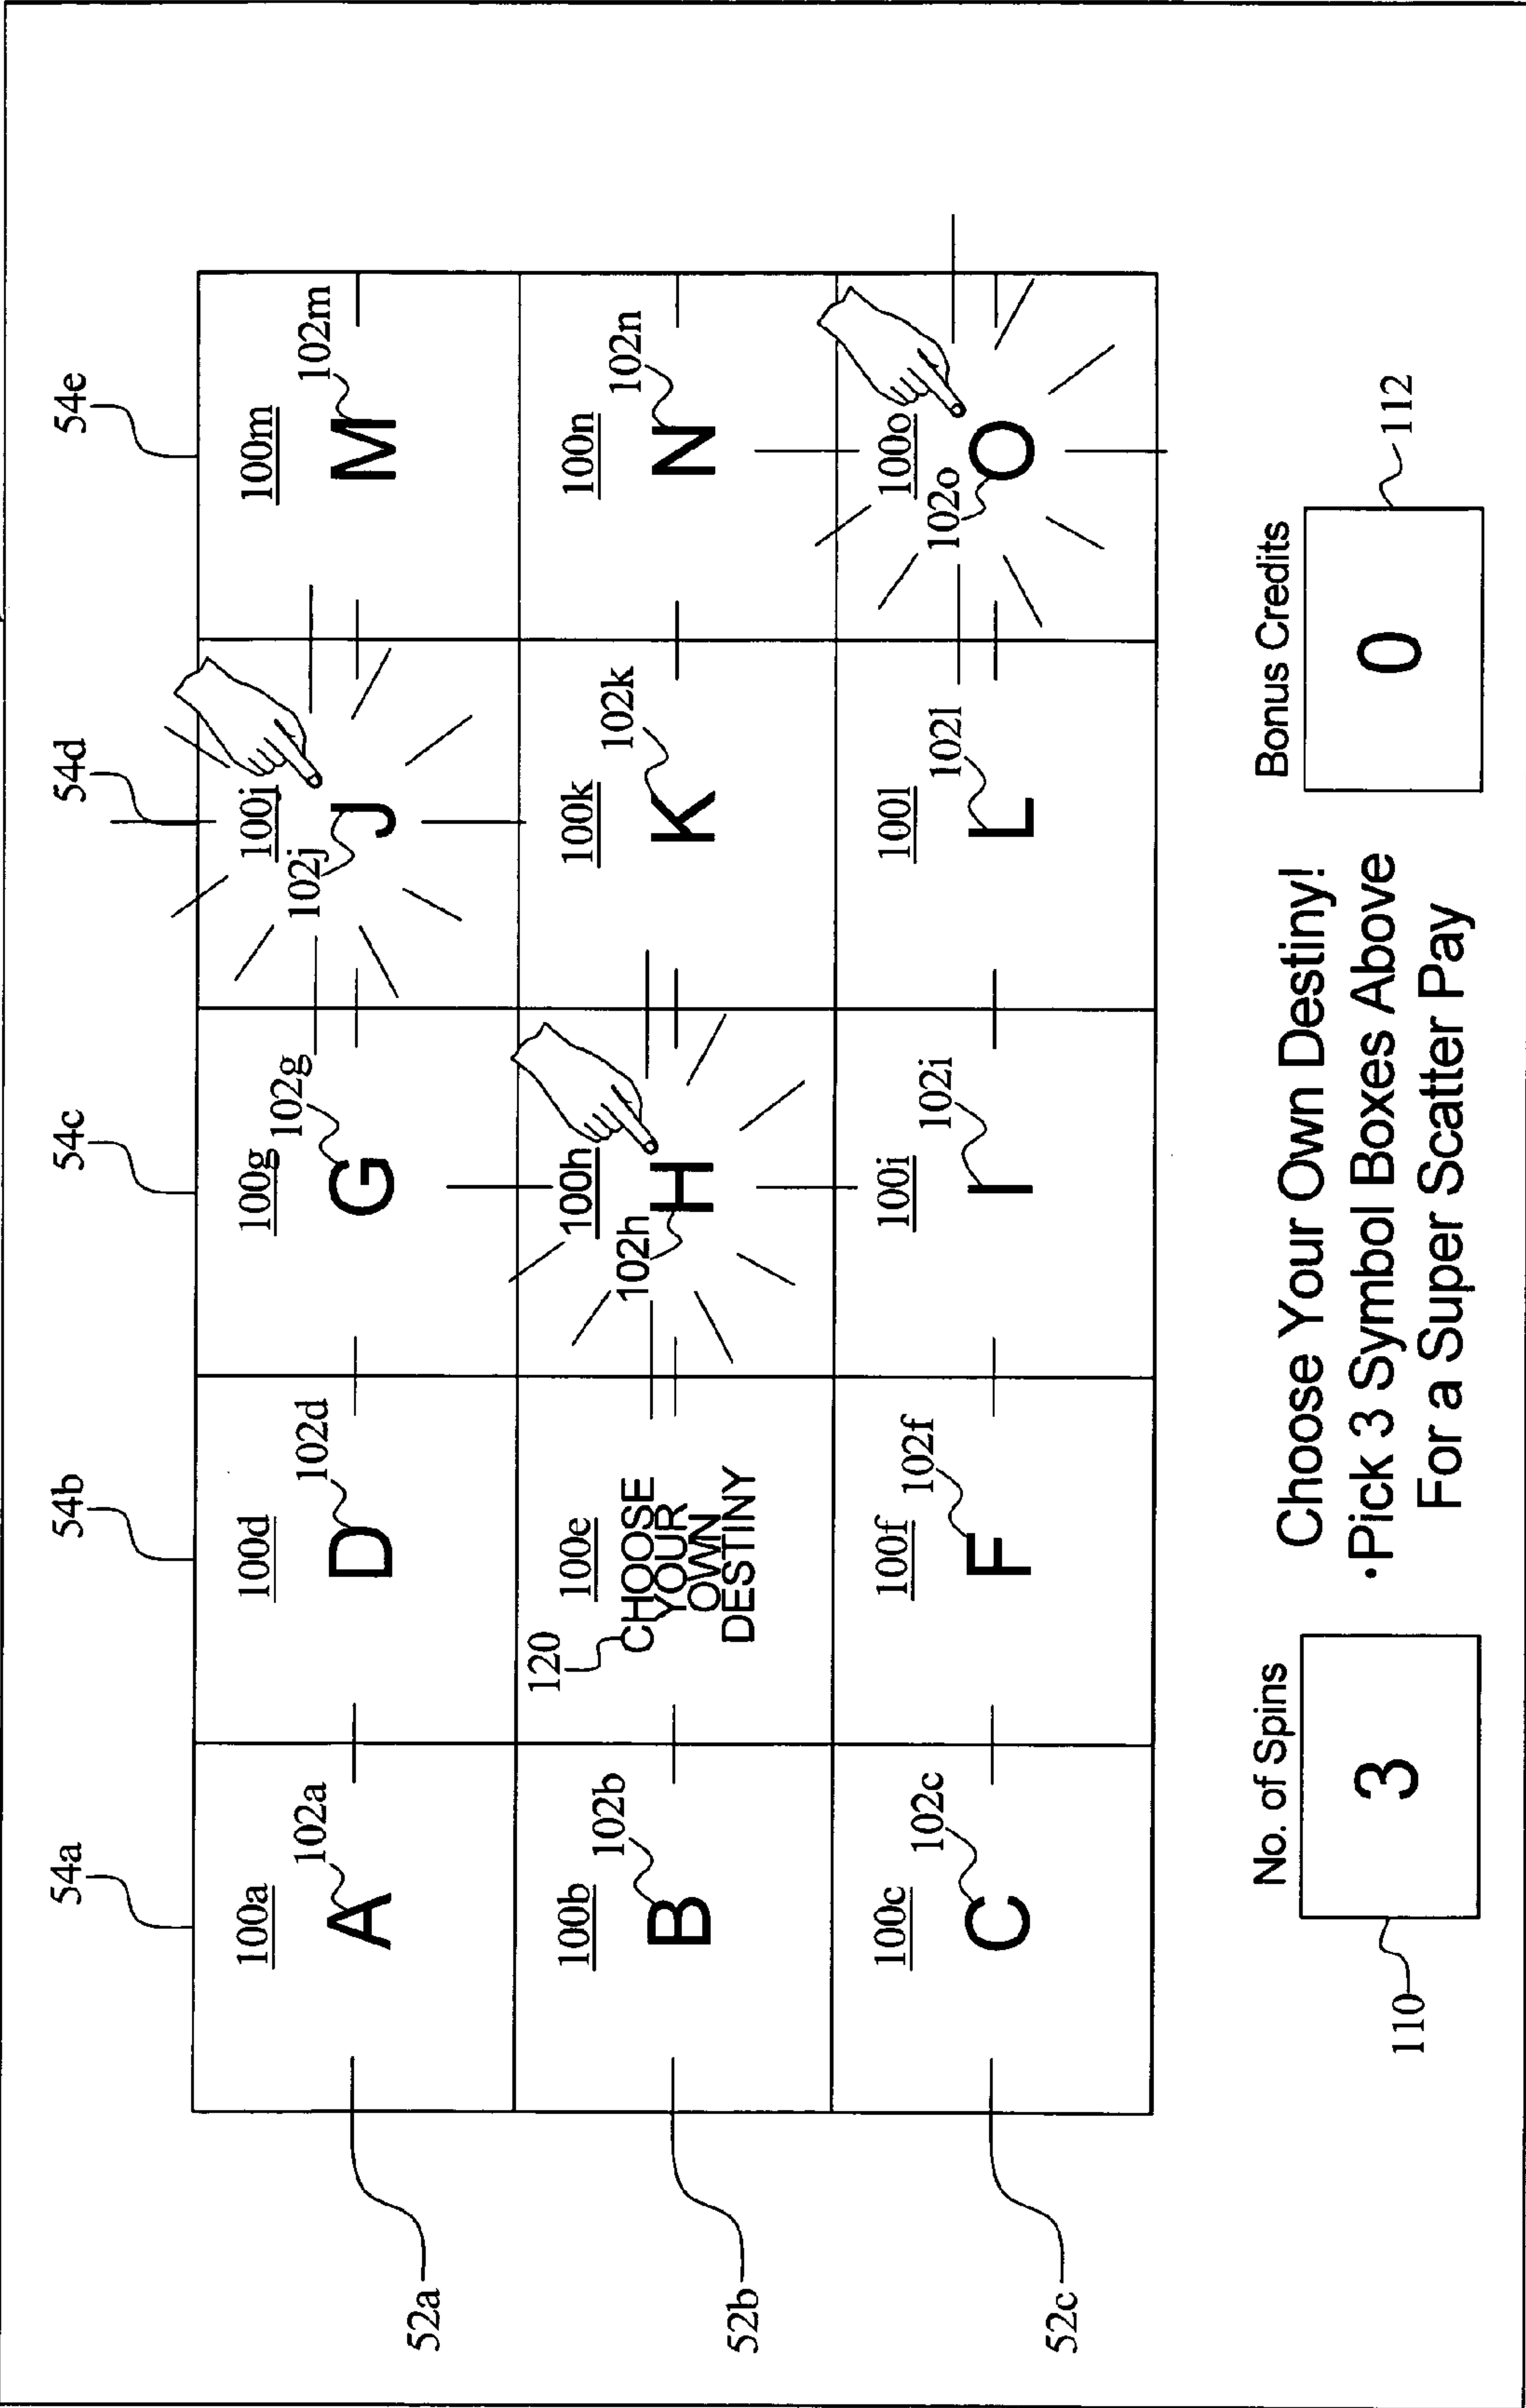 54a 54b 54c 54d 54e
100a 100d 100g 100j 100m
102a 102d 102g 102j 102m
A D G J M
52a
120
100b 100e 100h 100k 100n
102b 102h 102k 102n
B CHOOSE H K N
YOUR
OWN
DESTINY
52b
100c 100f 100i 100l 100o
102c 102f 102i 102l 102o
C F I L O
52c
No. of Spins
3
110
Choose Your Own Destiny!
•Pick 3 Symbol Boxes Above
For a Super Scatter Pay
Bonus Credits
0
112